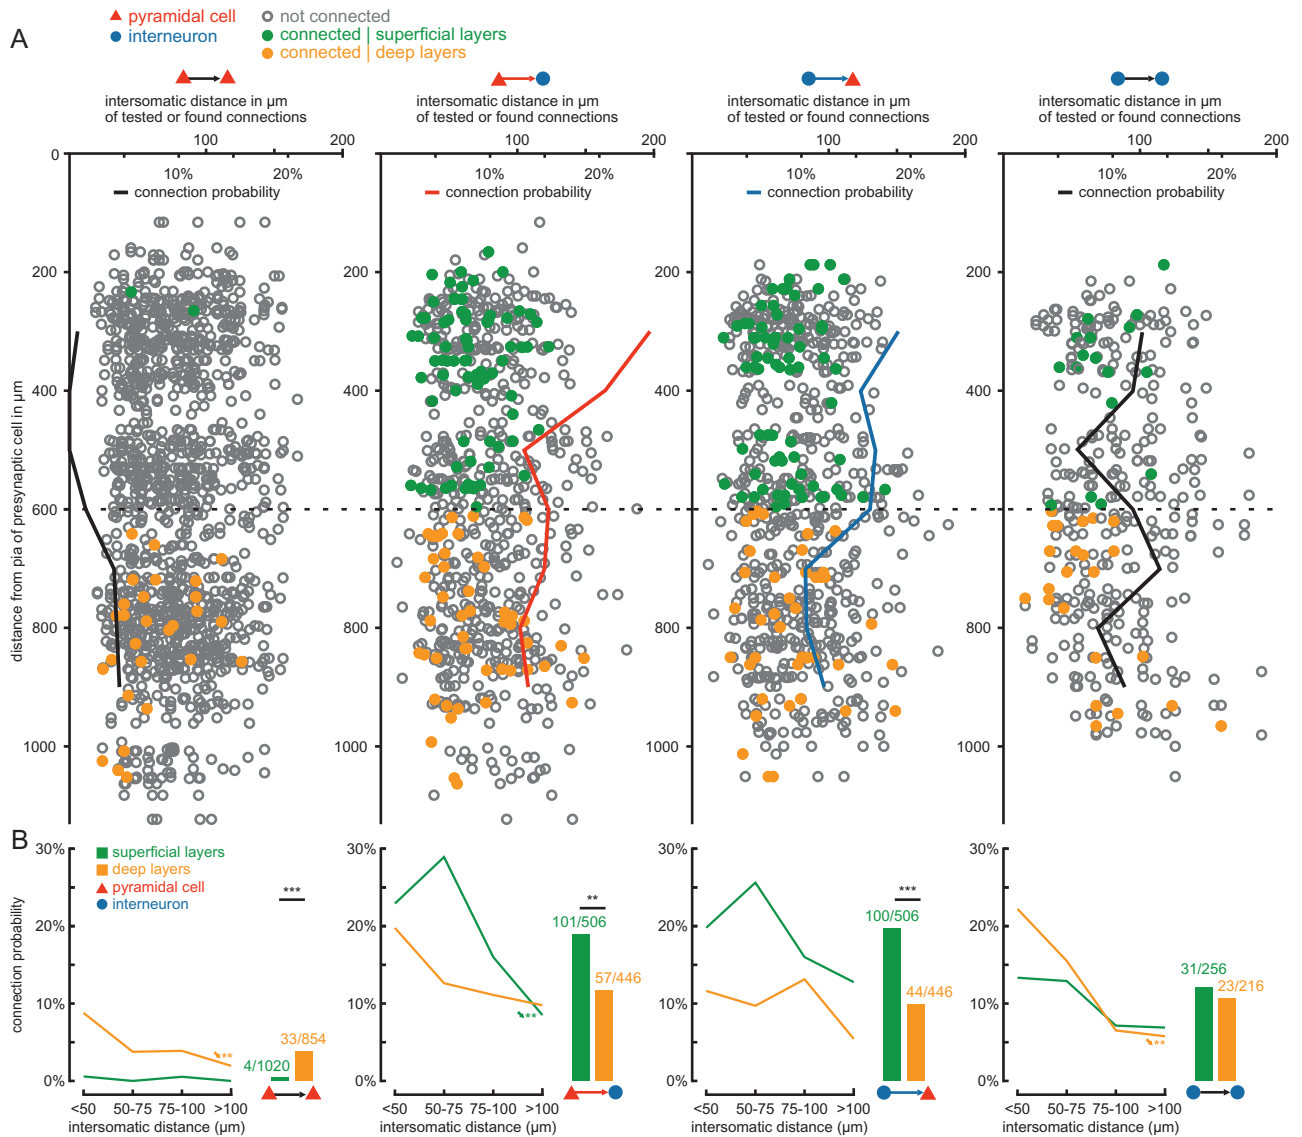 A
pyramidal cell
interneuron
not connected
connected | superficial layers
connected | deep layers
intersomatic distance in µm
of tested or found connections
intersomatic distance in µm
of tested or found connections
intersomatic distance in µm
of tested or found connections
intersomatic distance in µm
of tested or found connections
100 200
100 200
100 200
100 200
10% 20%
10% 20%
10% 20%
10% 20%
connection probability
connection probability
connection probability
connection probability
distance from pia of presynaptic cell in µm
0
200
400
600
800
1000
200
400
600
800
1000
200
400
600
800
1000
200
400
600
800
1000
B
connection probability
30%
20%
10%
0%
superficial layers
deep layers
pyramidal cell
interneuron
***
**
4/1020
33/854
<50 50-75 75-100 >100
intersomatic distance (µm)
30%
20%
10%
0%
**
**
101/506
57/446
<50 50-75 75-100 >100
intersomatic distance (µm)
30%
20%
10%
0%
***
100/506
44/446
<50 50-75 75-100 >100
intersomatic distance (µm)
30%
20%
10%
0%
**
31/256
23/216
<50 50-75 75-100 >100
intersomatic distance (µm)